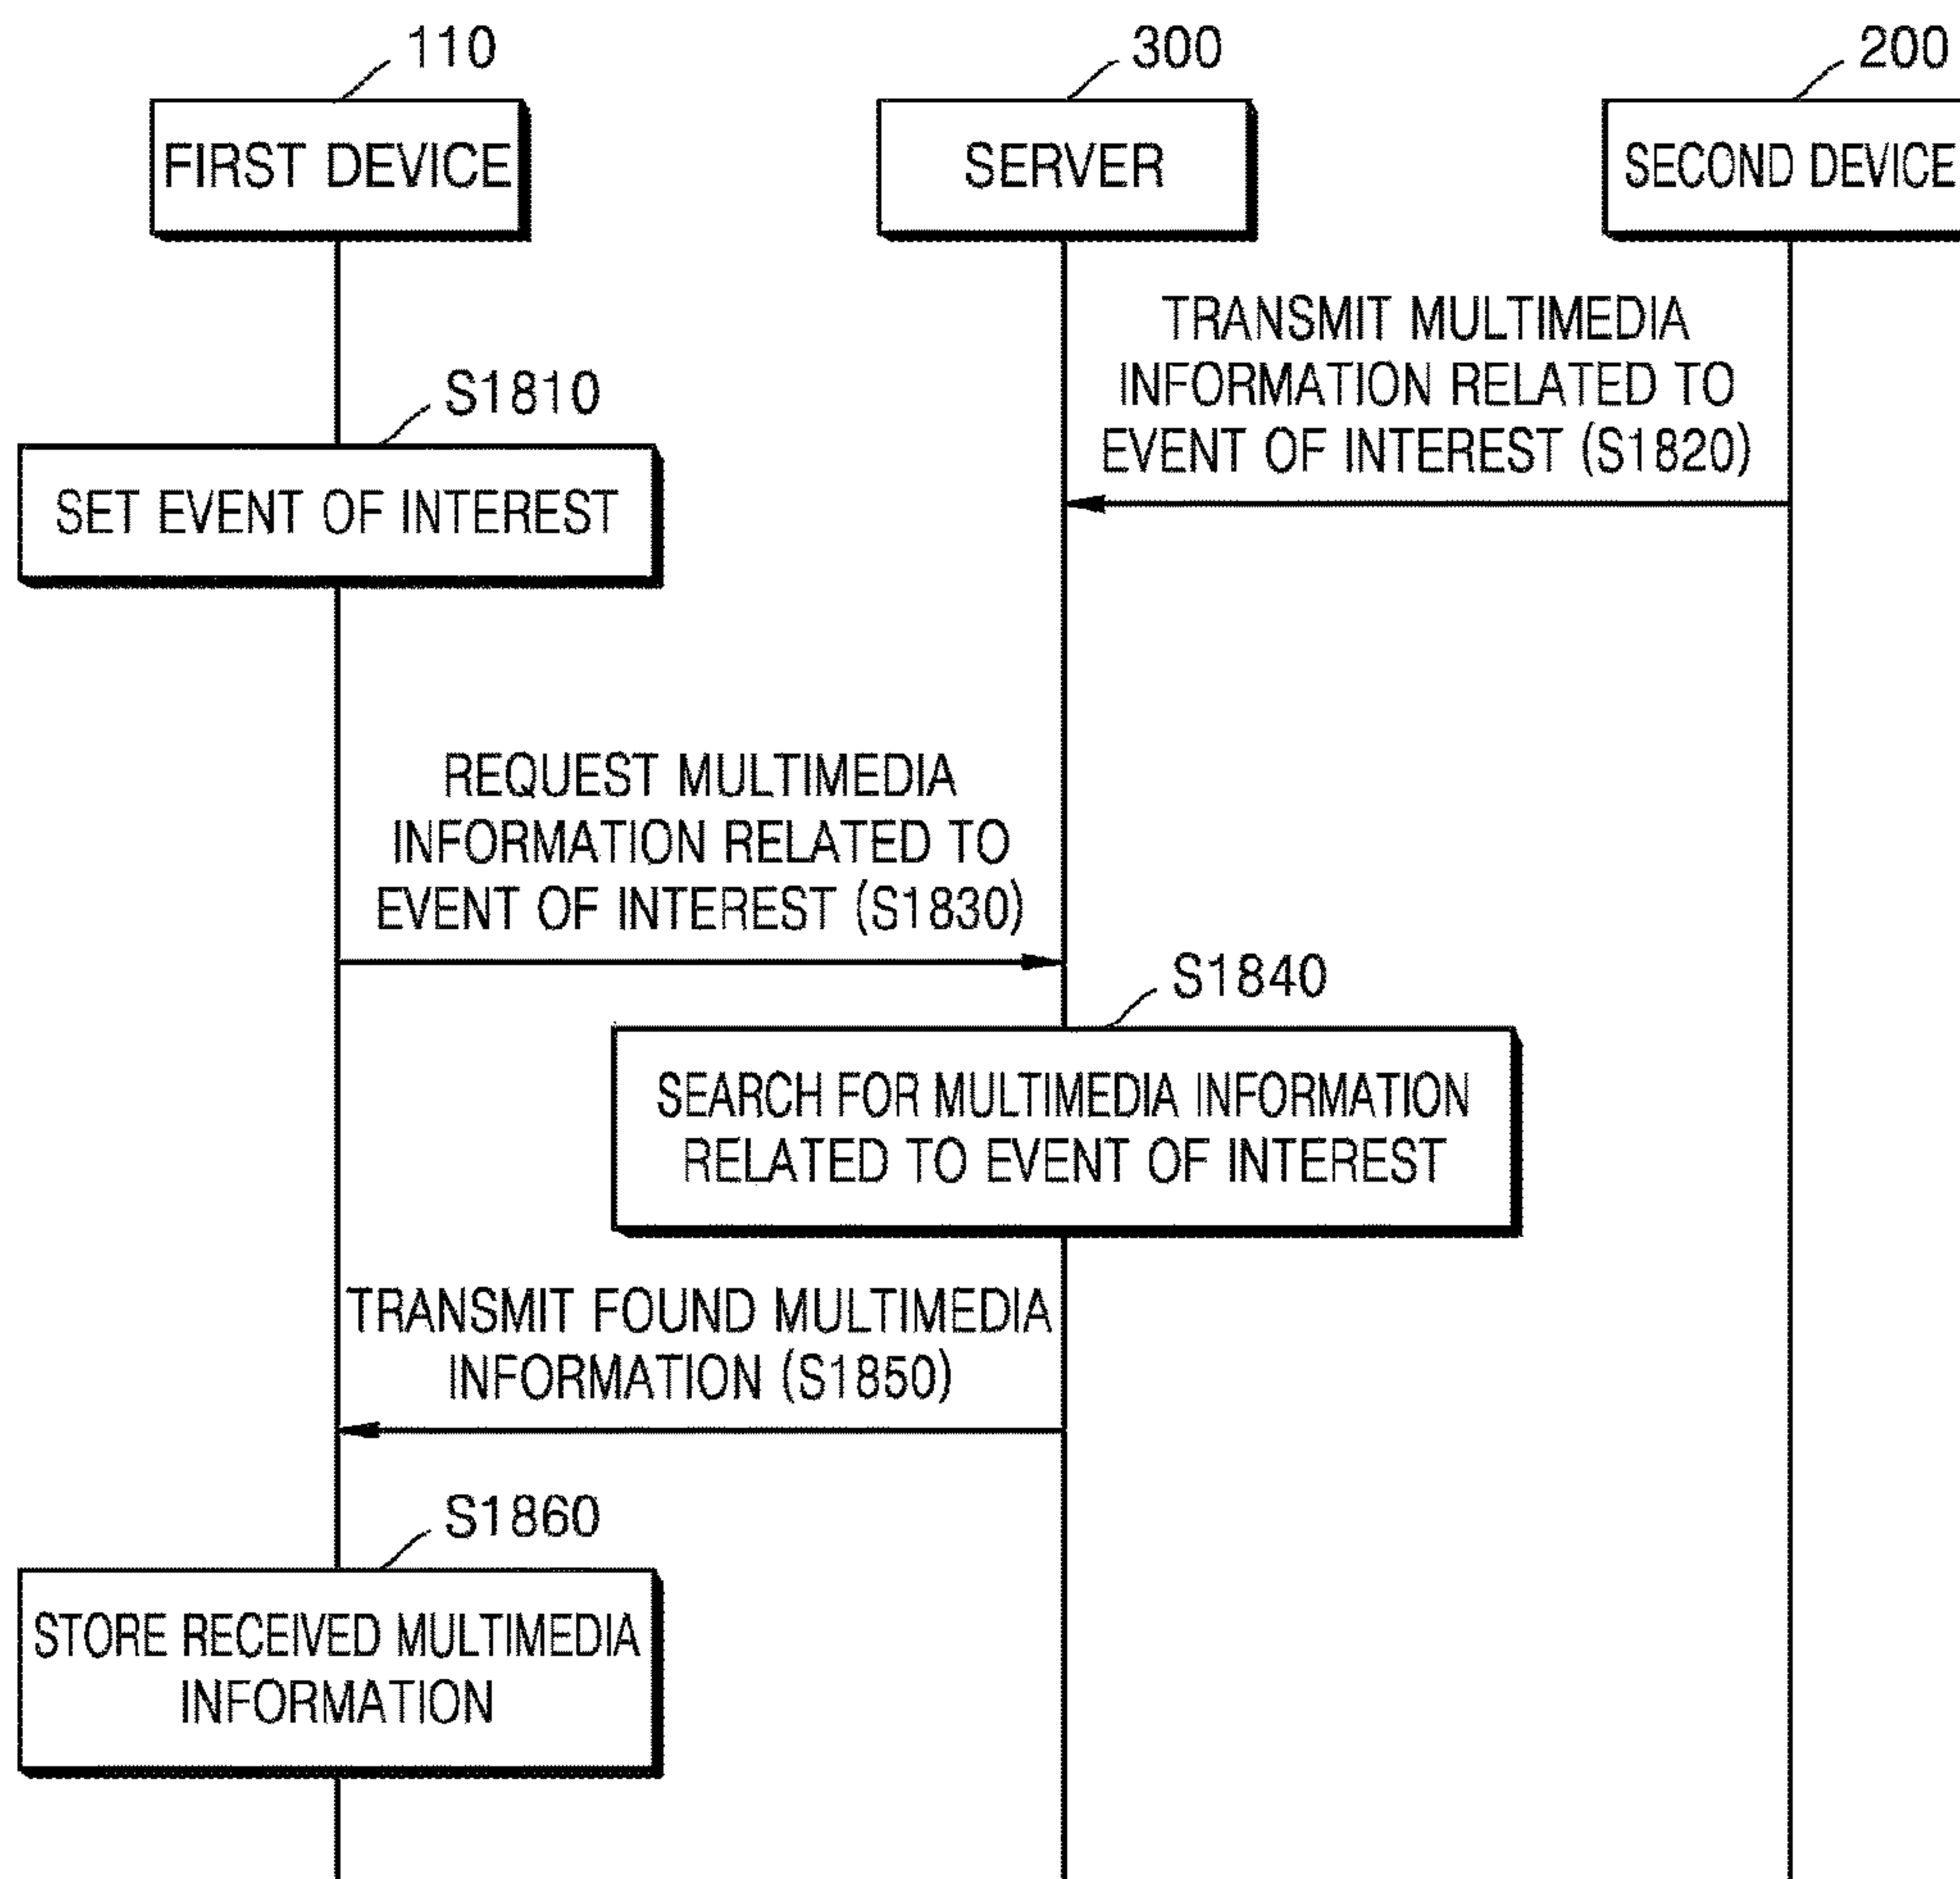 110
300
200
FIRST DEVICE
SERVER
SECOND DEVICE
TRANSMIT MULTIMEDIA
INFORMATION RELATED TO
EVENT OF INTEREST (S1820)
S1810
SET EVENT OF INTEREST
REQUEST MULTIMEDIA
INFORMATION RELATED TO
EVENT OF INTEREST (S1830)
S1840
SEARCH FOR MULTIMEDIA INFORMATION
RELATED TO EVENT OF INTEREST
TRANSMIT FOUND MULTIMEDIA
INFORMATION (S1850)
S1860
STORE RECEIVED MULTIMEDIA
INFORMATION